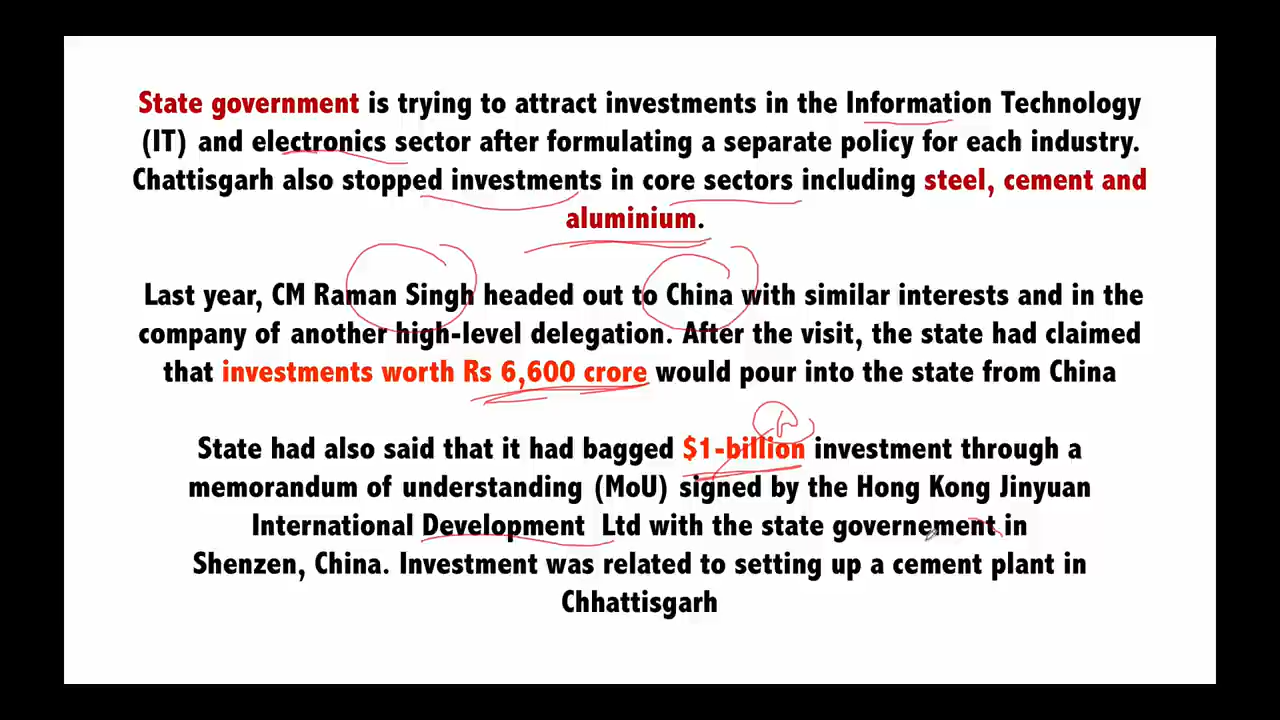 State government is trying to attract investments in the Information Technology
(IT) and electronics sector after formulating a separate policy for each industry.
Chattisgarh also stopped investments in core sectors including steel, cement and
aluminium.
Last year, CM Raman Singh headed out to China with similar interests and in the
company of another high-level delegation. After the visit, the state had claimed
that investments worth Rs 6,600 crore would pour into the state from China
State had also said that it had bagged $1-billion investment through a
memorandum of understanding (MoU) signed by the Hong Kong Jinyuan
International Development Ltd with the state governement in
Shenzen, China. Investment was related to setting up a cement plant in
Chhattisgarh